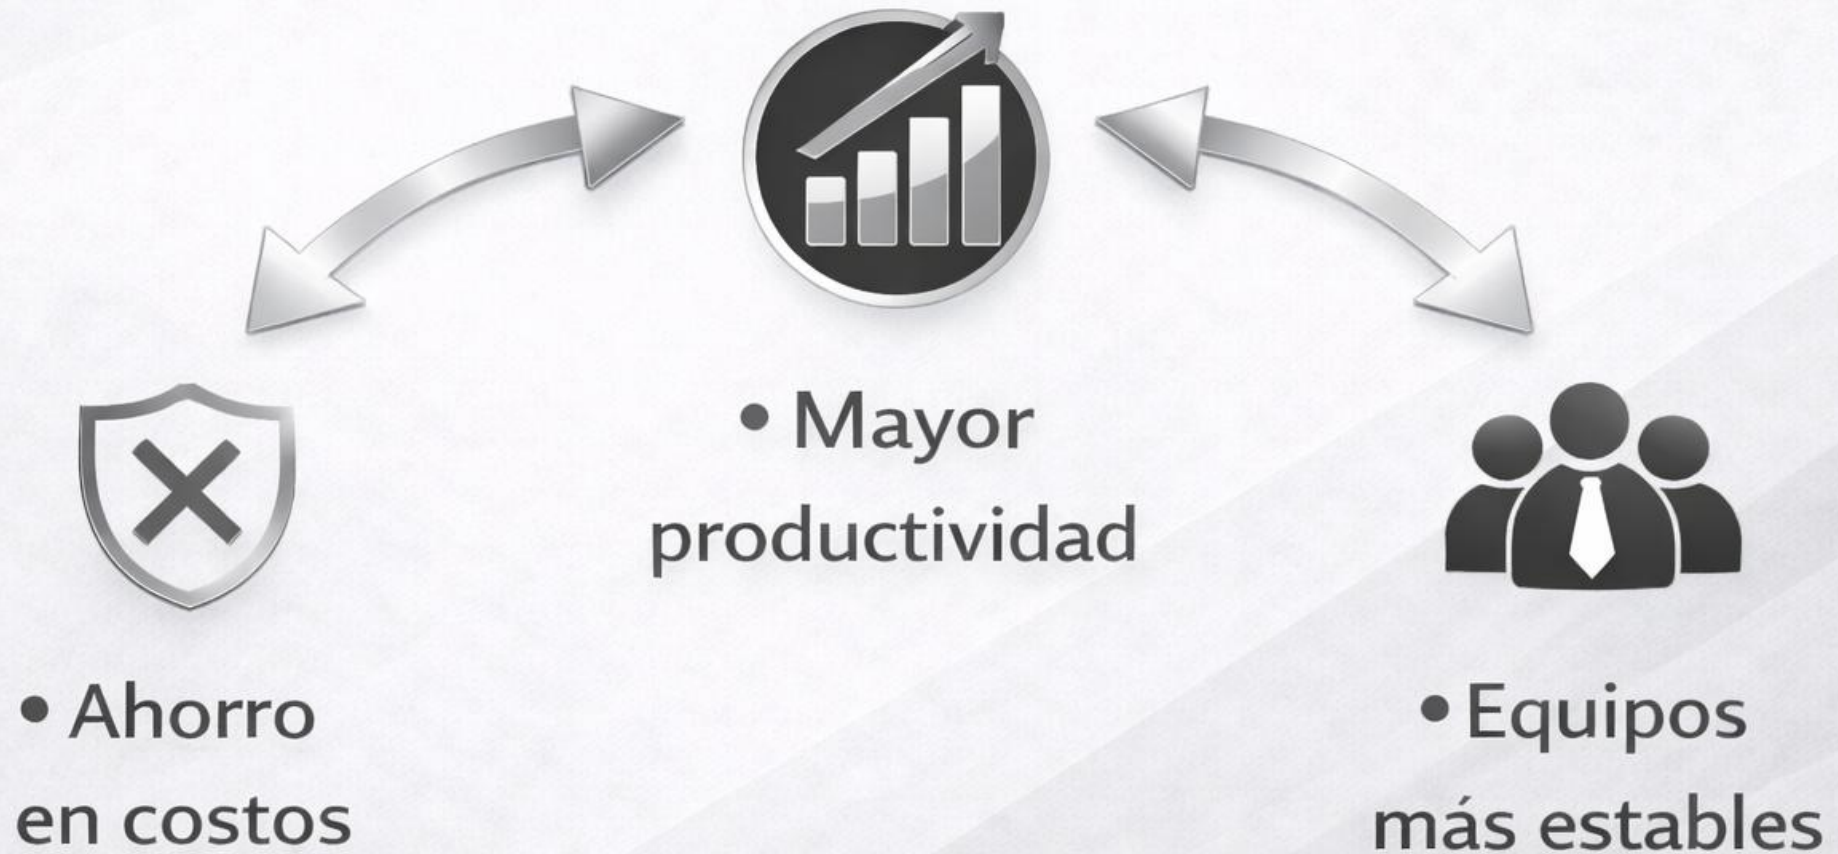 • Mayor
productividad
• Ahorro
en costos
• Equipos
más estables